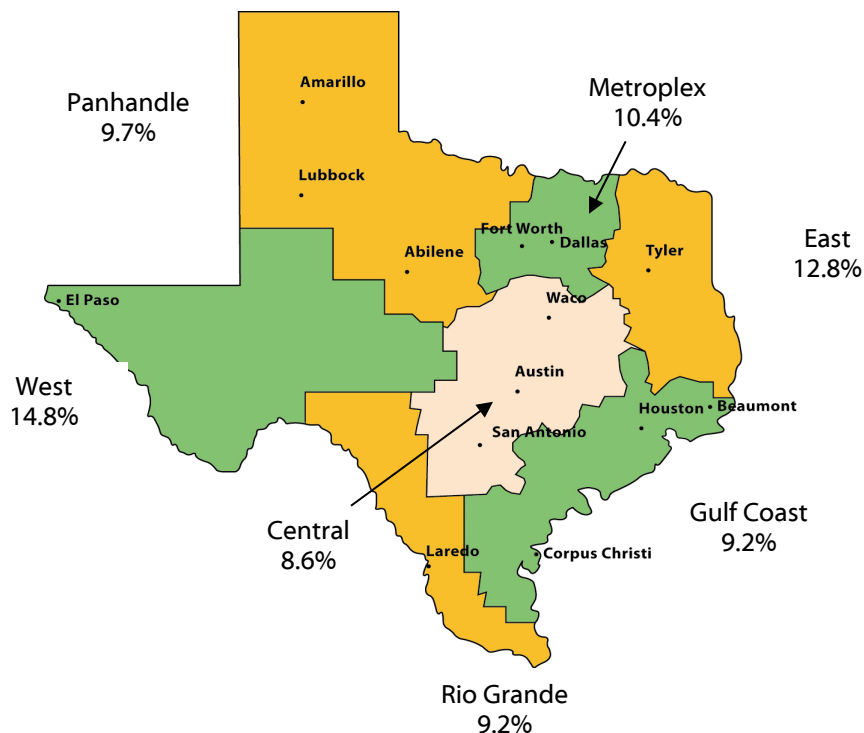 Amarillo
Panhandle
9.7%
Metroplex
10.4%
Lubbock
Fort Worth
Dallas
East
12.8%
Abilene
Tyler
El Paso
Waco
West
14.8%
Austin
Houston
Beaumont
San Antonio
Central
8.6%
Gulf Coast
9.2%
Laredo
Corpus Christi
Rio Grande
9.2%